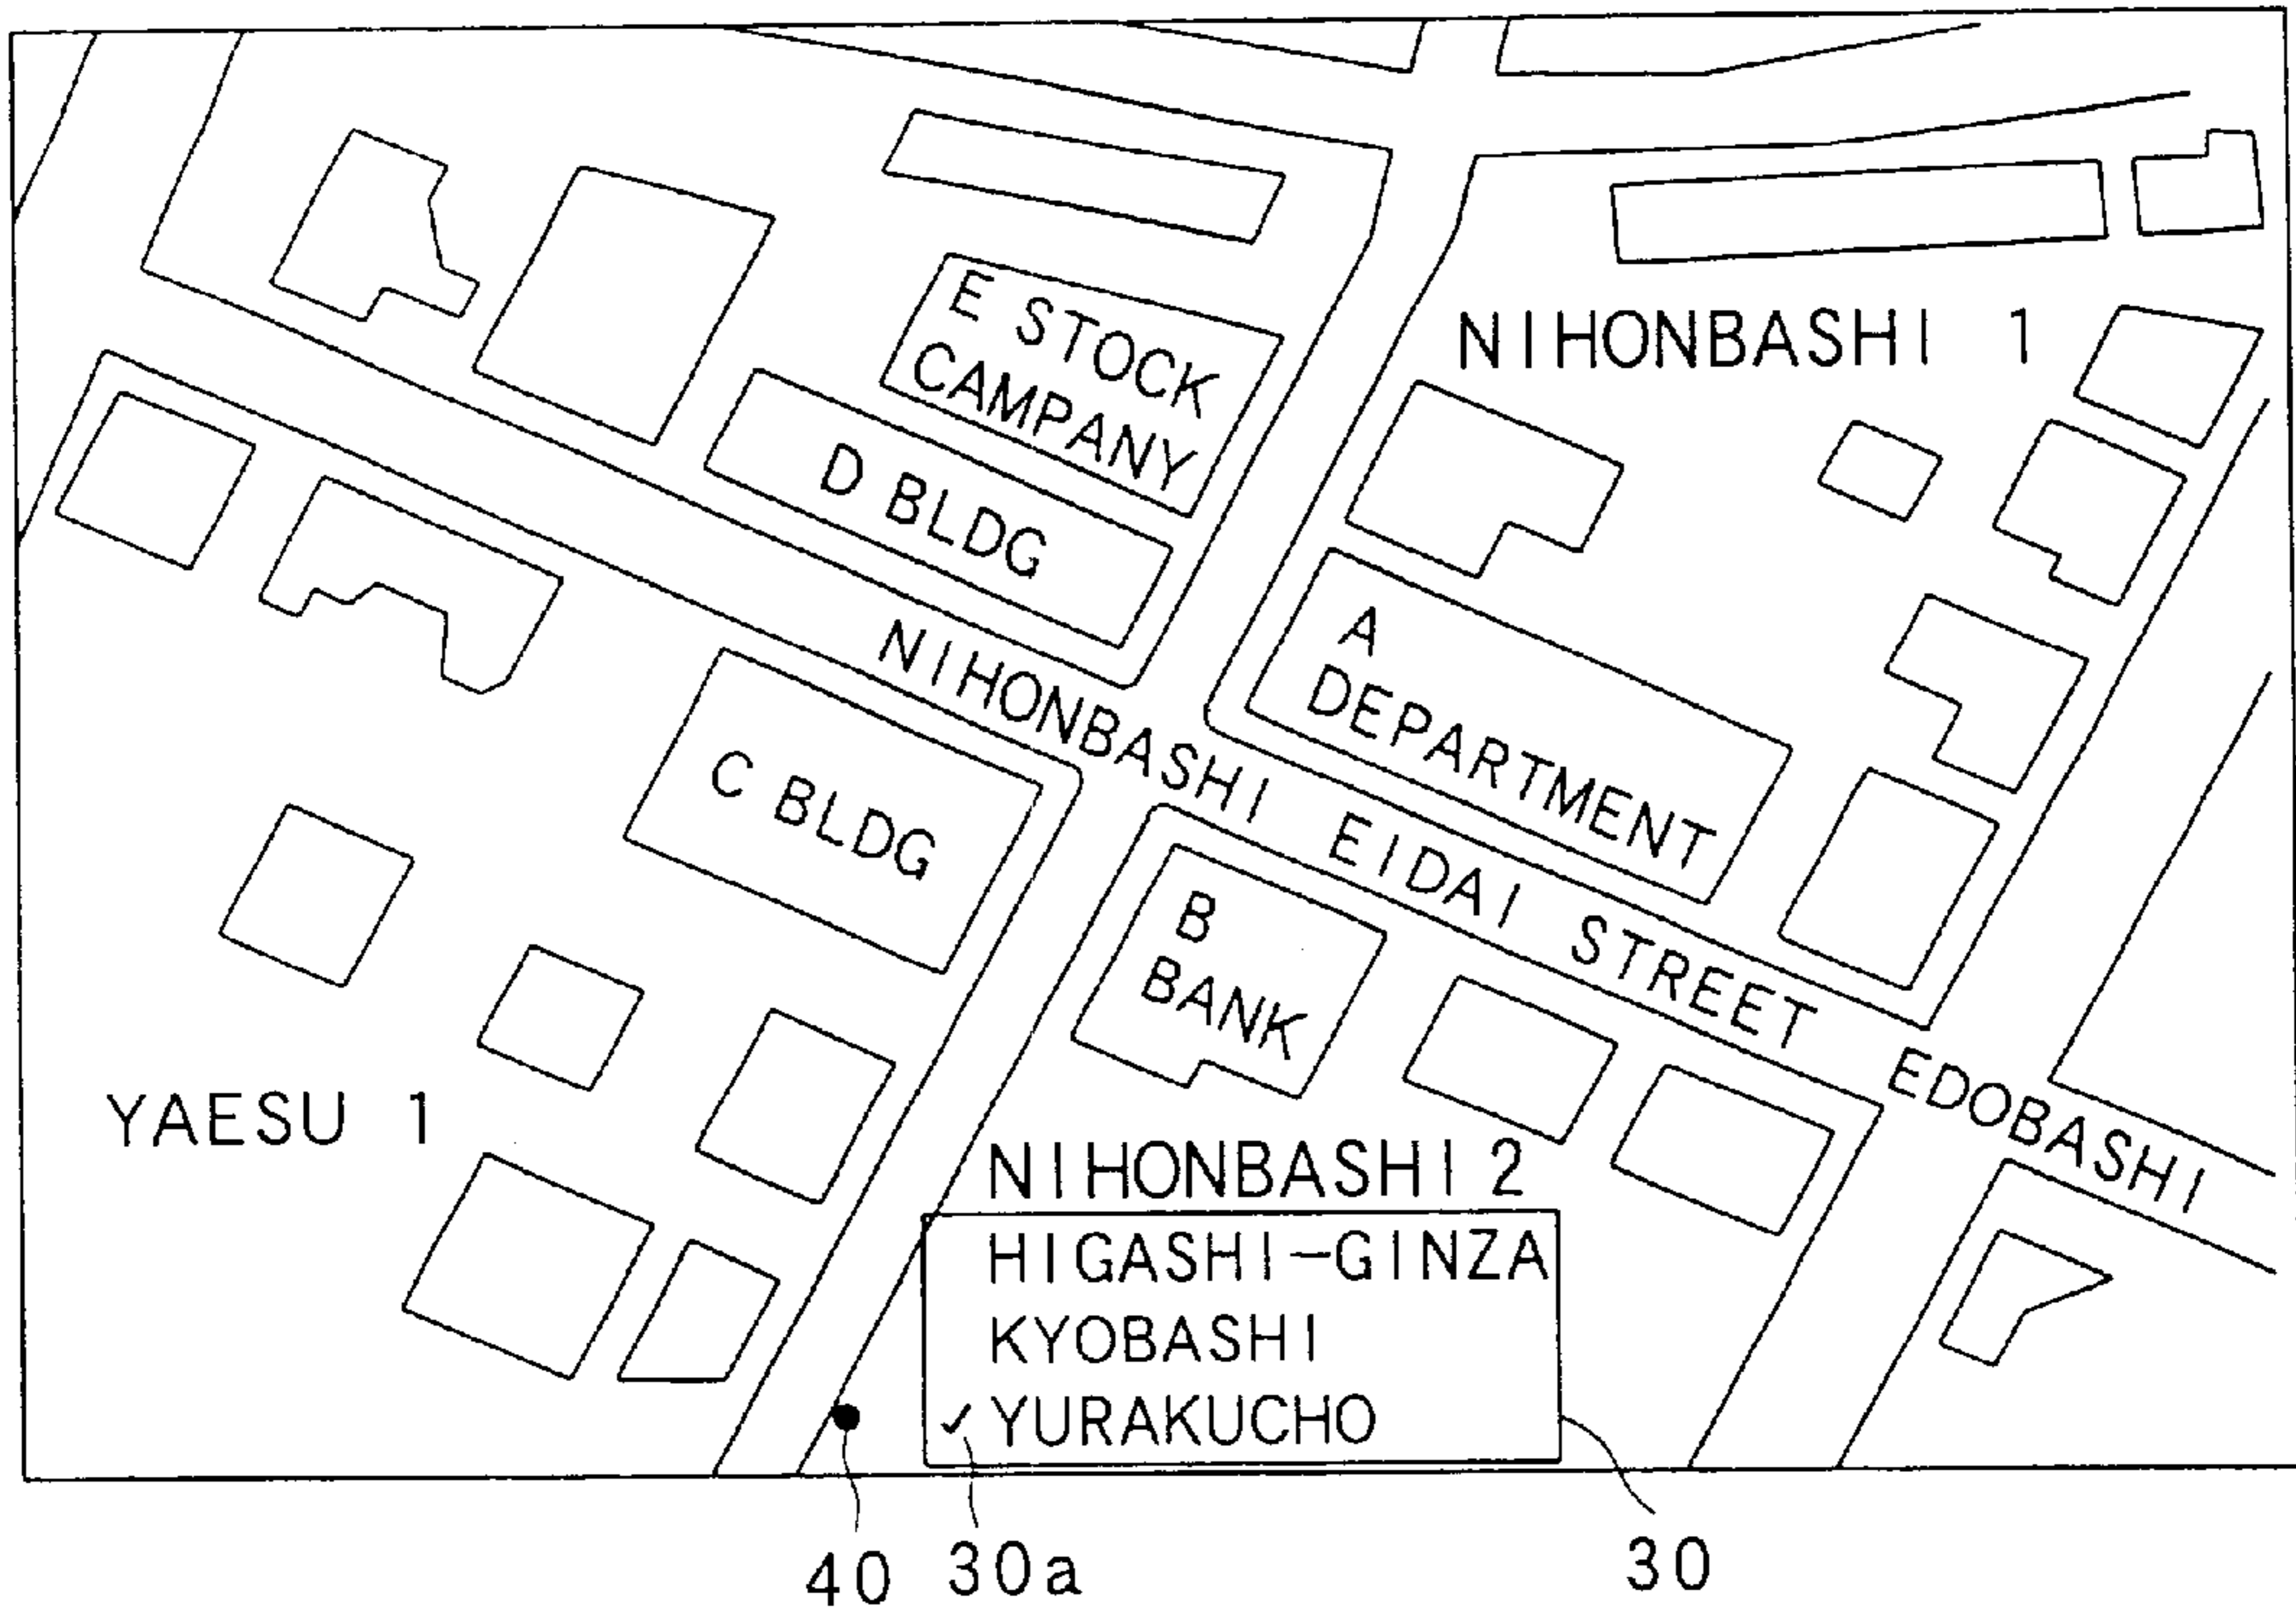 E STOCK
CAMPANY
NIHONBASHI 1
D BLDG
A
DEPARTMENT
NIHONBASHI
C BLDG
EIDAI STREET
B
BANK
EDOBASHI
YAESU 1
NIHONBASHI 2
HIGASHI-GINZA
KYOBASHI
✓YURAKUCHO
40
30a
30